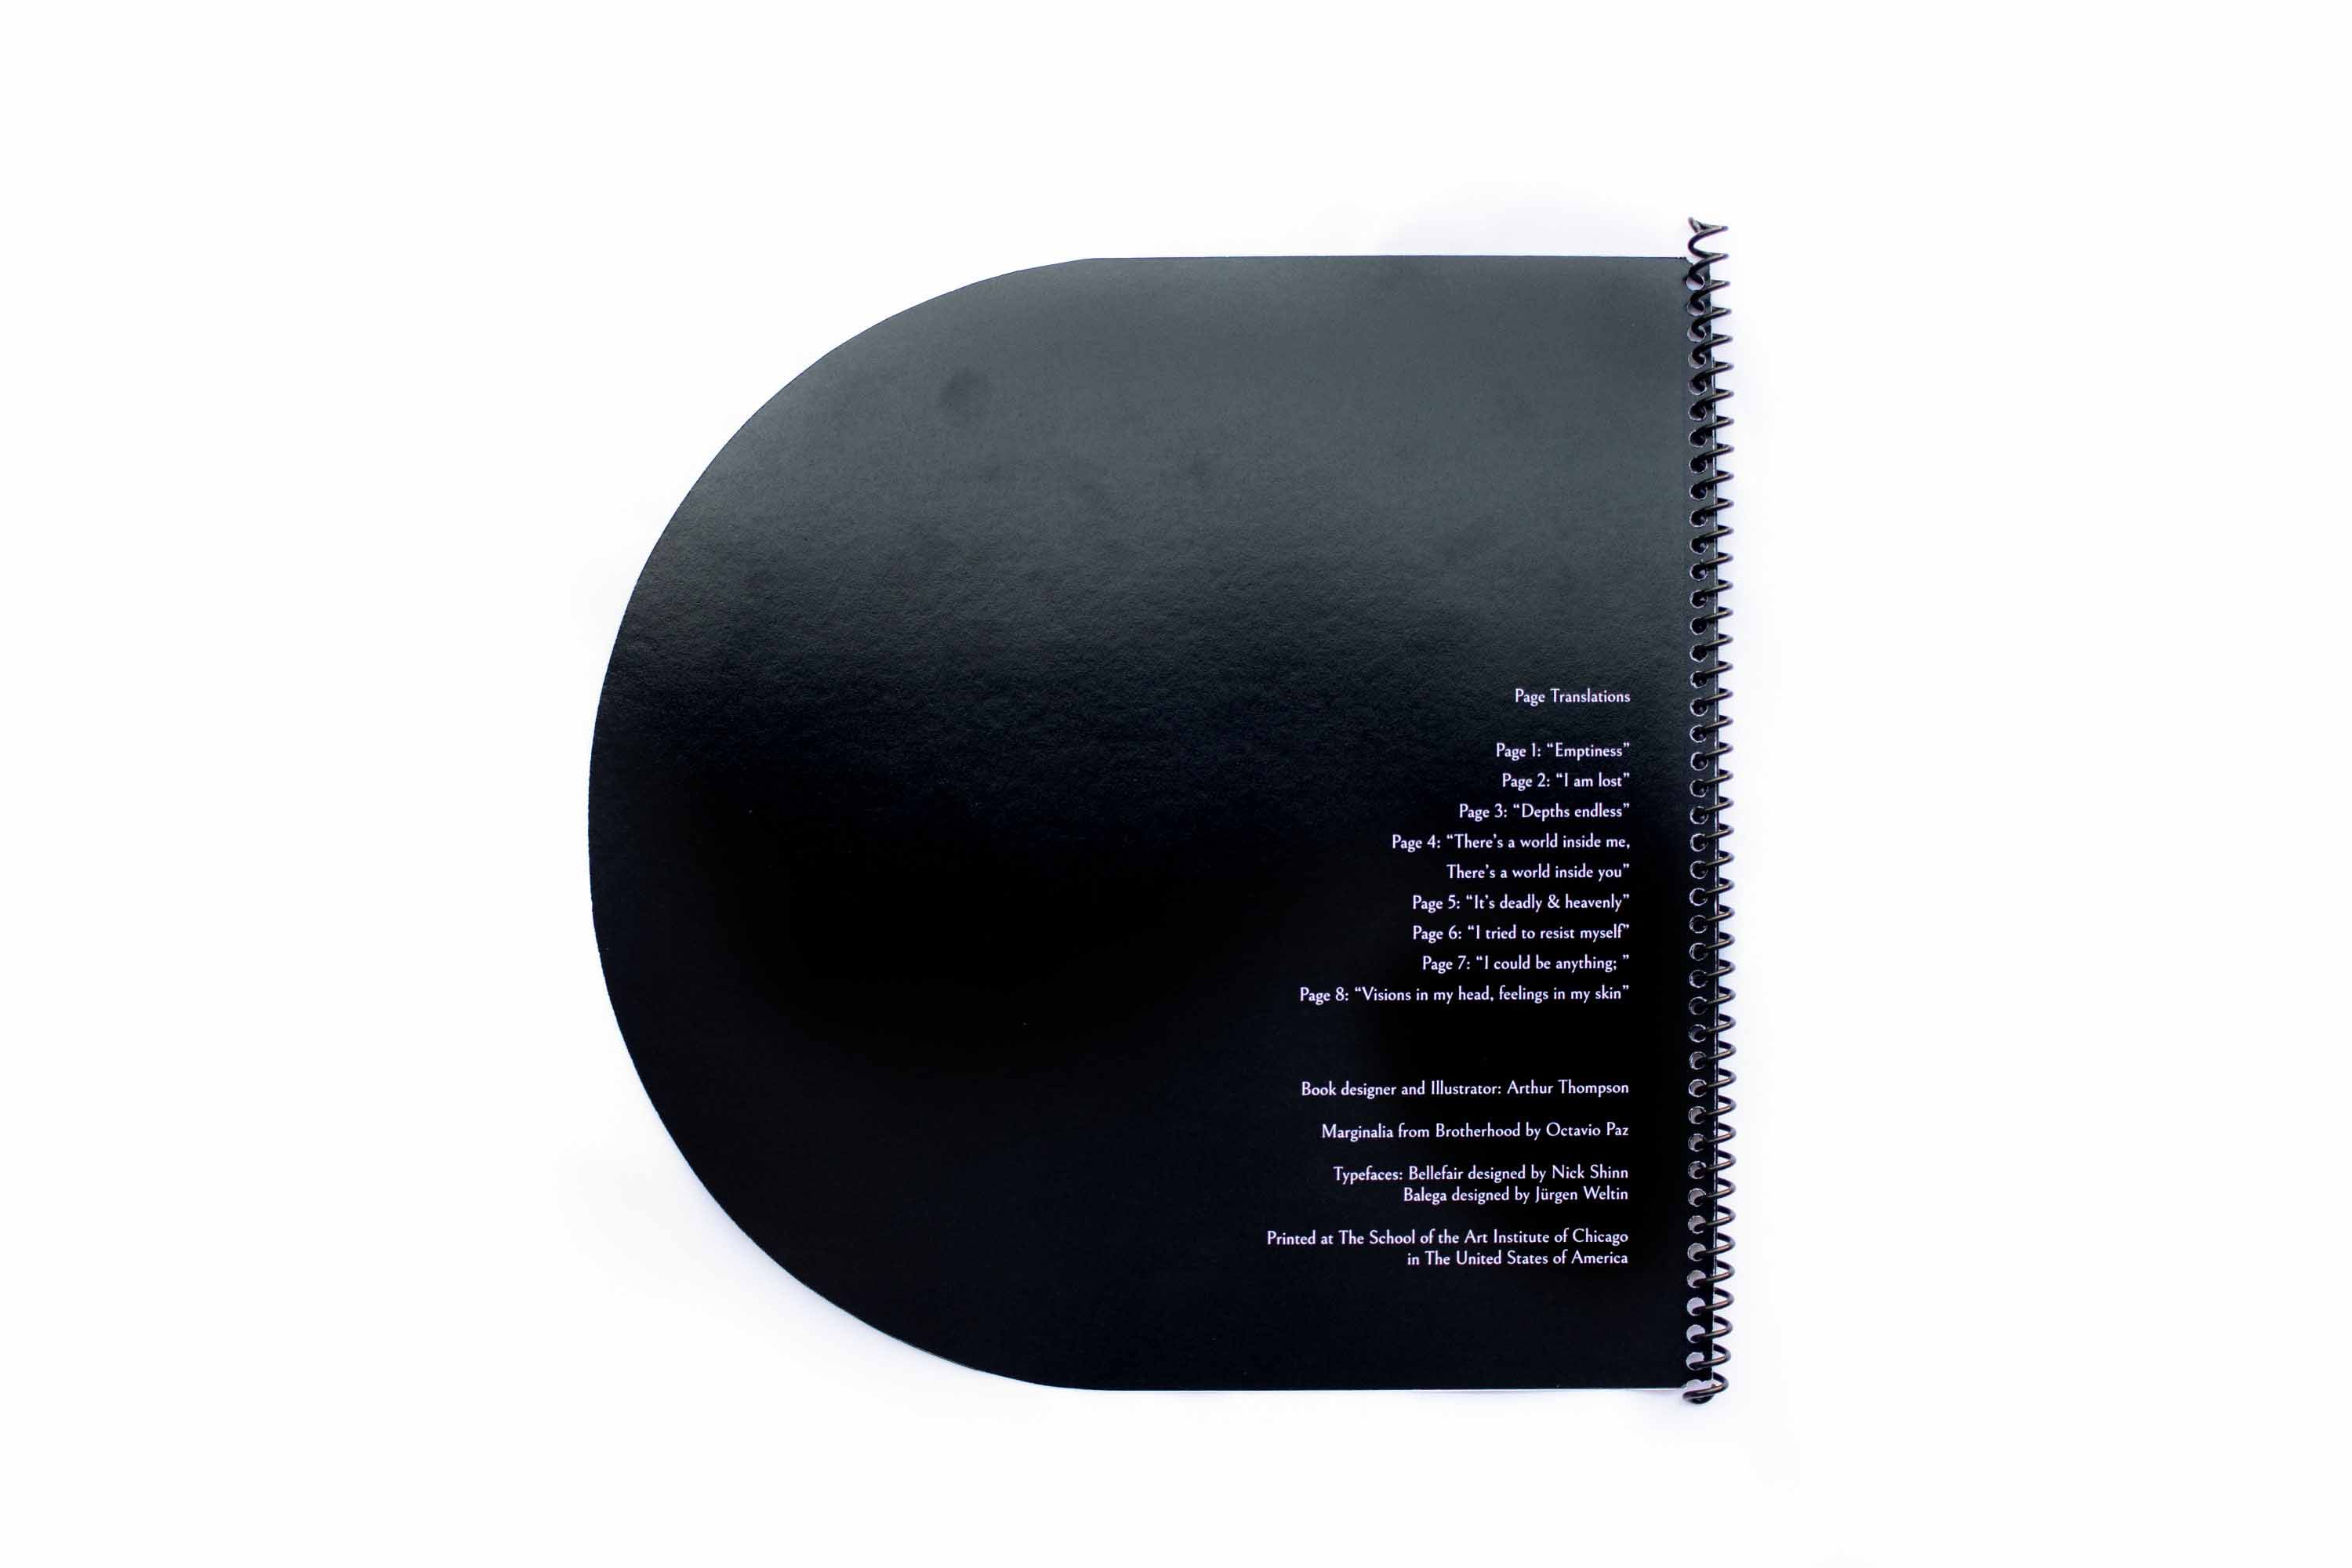 Page Translations
Page 1: “Emptiness”
Page 2: “I am lost”
Page 3: “Depths endless”
Page 4: “There’s a world inside me,
There’s a world inside you”
Page 5: “It’s deadly & heavenly”
Page 6: “I tried to resist myself”
Page 7: “I could be anything; ”
Page 8: “Visions in my head, feelings in my skin”
Book designer and Illustrator: Arthur Thompson
Marginalia from Brotherhood by Octavio Paz
Typefaces: Bellefair designed by Nick Shinn
Balega designed by Jürgen Weltin
Printed at The School of the Art Institute of Chicago
in The United States of America